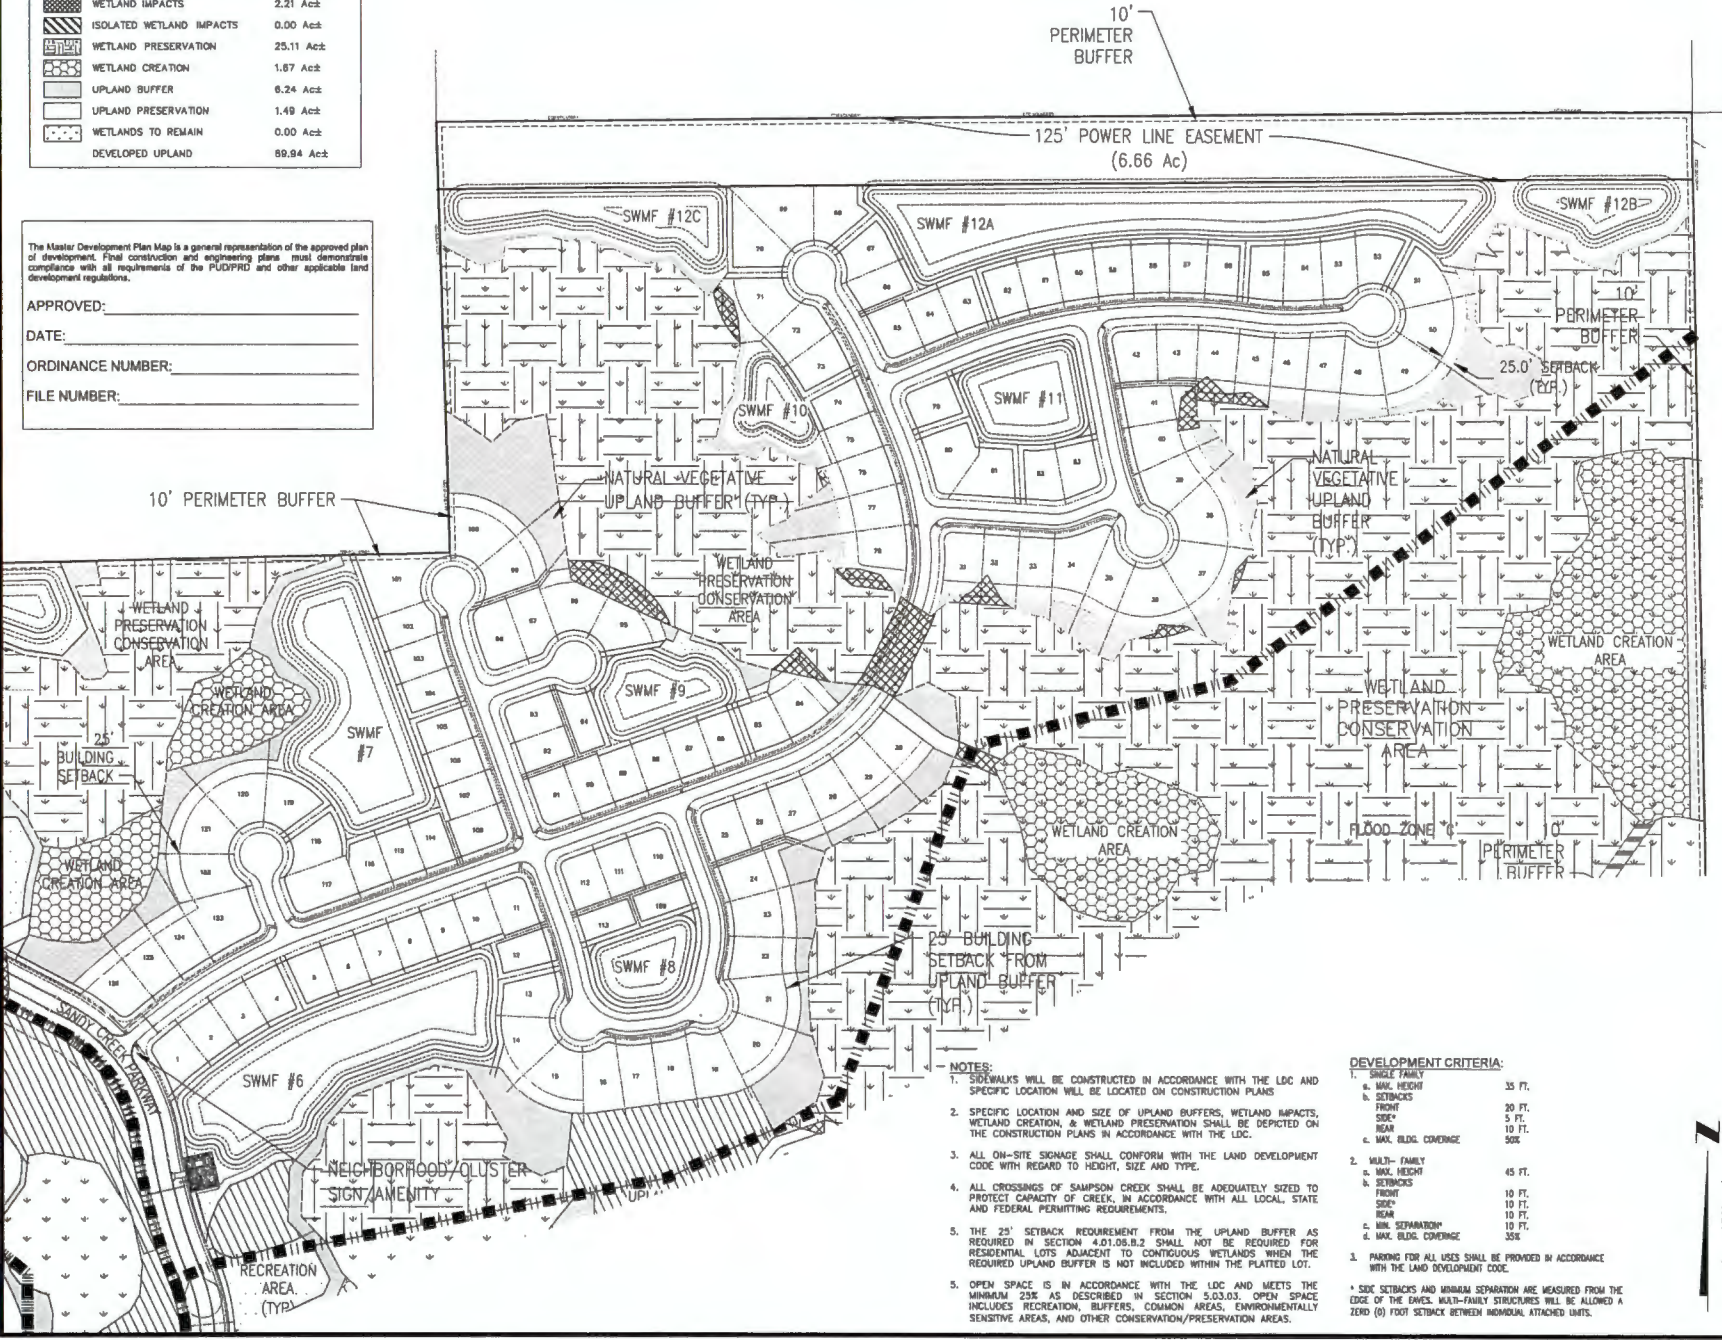 WETLAND IMPACTS 2.21 Ac±
ISOLATED WETLAND IMPACTS 0.00 Ac±
WETLAND PRESERVATION 25.11 Ac±
WETLAND CREATION 1.67 Ac±
UPLAND BUFFER 6.24 Ac±
UPLAND PRESERVATION 1.49 Ac±
WETLANDS TO REMAIN 0.00 Ac±
DEVELOPED UPLAND 69.94 Ac±
The Master Development Plan Map is a general representation of the approved plan
of development. Final construction and engineering plans must demonstrate
compliance with all requirements of the PUD/PRD and other applicable land
development regulations.
APPROVED:
DATE:
ORDINANCE NUMBER:
FILE NUMBER:
10'
PERIMETER
BUFFER
125' POWER LINE EASEMENT
(6.66 Ac)
SWMF #12C
SWMF #12A
SWMF #12B
10'
PERIMETER
BUFFER
25.0' SETBACK
(TYP.)
SWMF #10
SWMF #11
NATURAL VEGETATIVE
UPLAND BUFFER (TYP.)
NATURAL
VEGETATIVE
UPLAND
BUFFER
(TYP.)
10' PERIMETER BUFFER
WETLAND
PRESERVATION
CONSERVATION
AREA
WETLAND
PRESERVATION
CONSERVATION
AREA
WETLAND CREATION
AREA
WETLAND
CREATION AREA
SWMF #9
WETLAND
PRESERVATION
CONSERVATION
AREA
SWMF
#7
25'
BUILDING
SETBACK
WETLAND CREATION
AREA
FLOOD ZONE
10'
PERIMETER
BUFFER
WETLAND
CREATION AREA
25' BUILDING
SETBACK FROM
UPLAND BUFFER
(TYP.)
SWMF #8
SANDY CREEK PARKWAY
SWMF #6
NEIGHBORHOOD/CLUSTER
SIGN/AMENITY
RECREATION
AREA
(TYP)
NOTES:
1. SIDEWALKS WILL BE CONSTRUCTED IN ACCORDANCE WITH THE LDC AND
SPECIFIC LOCATION WILL BE LOCATED ON CONSTRUCTION PLANS
2. SPECIFIC LOCATION AND SIZE OF UPLAND BUFFERS, WETLAND IMPACTS,
WETLAND CREATION, & WETLAND PRESERVATION SHALL BE DEPICTED ON
THE CONSTRUCTION PLANS IN ACCORDANCE WITH THE LDC.
3. ALL ON-SITE SIGNAGE SHALL CONFORM WITH THE LAND DEVELOPMENT
CODE WITH REGARD TO HEIGHT, SIZE AND TYPE.
4. ALL CROSSINGS OF SAMPSON CREEK SHALL BE ADEQUATELY SIZED TO
PROTECT CAPACITY OF CREEK, IN ACCORDANCE WITH ALL LOCAL, STATE
AND FEDERAL PERMITTING REQUIREMENTS.
5. THE 25' SETBACK REQUIREMENT FROM THE UPLAND BUFFER AS
REQUIRED IN SECTION 4.01.06.B.2 SHALL NOT BE REQUIRED FOR
RESIDENTIAL LOTS ADJACENT TO CONTIGUOUS WETLANDS WHEN THE
REQUIRED UPLAND BUFFER IS NOT INCLUDED WITHIN THE PLATTED LOT.
5. OPEN SPACE IS IN ACCORDANCE WITH THE LDC AND MEETS THE
MINIMUM 25% AS DESCRIBED IN SECTION 5.03.03. OPEN SPACE
INCLUDES RECREATION, BUFFERS, COMMON AREAS, ENVIRONMENTALLY
SENSITIVE AREAS, AND OTHER CONSERVATION/PRESERVATION AREAS.
DEVELOPMENT CRITERIA:
1. SINGLE FAMILY
a. MAX. HEIGHT 35 FT.
b. SETBACKS
FRONT 20 FT.
SIDE* 5 FT.
REAR 10 FT.
c. MAX. BLDG. COVERAGE 50%
2. MULTI- FAMILY
a. MAX. HEIGHT 45 FT.
b. SETBACKS
FRONT 10 FT.
SIDE* 10 FT.
REAR 10 FT.
c. MIN. SEPARATION* 10 FT.
d. MAX. BLDG. COVERAGE 35%
3. PARKING FOR ALL USES SHALL BE PROVIDED IN ACCORDANCE
WITH THE LAND DEVELOPMENT CODE.
* SIDE SETBACKS AND MINIMUM SEPARATION ARE MEASURED FROM THE
EDGE OF THE EAVES. MULTI-FAMILY STRUCTURES WILL BE ALLOWED A
ZERO (0) FOOT SETBACK BETWEEN INDIVIDUAL ATTACHED UNITS.